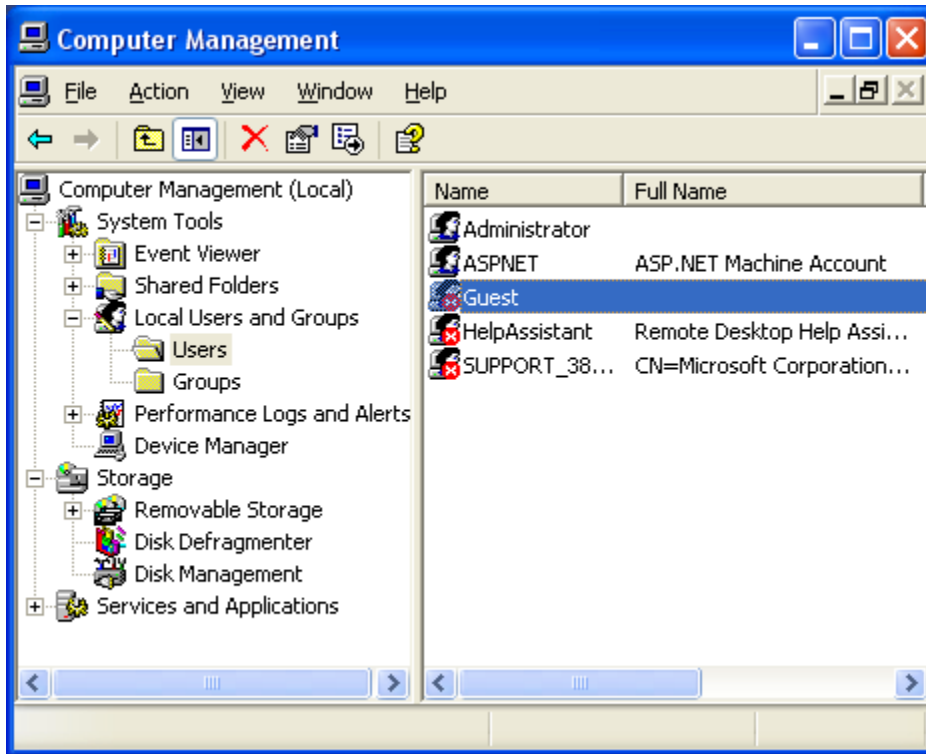 Computer Management
File Action View Window Help
Computer Management (Local)
System Tools
Event Viewer
Shared Folders
Local Users and Groups
Users
Groups
Performance Logs and Alerts
Device Manager
Storage
Removable Storage
Disk Defragmenter
Disk Management
Services and Applications
Name Full Name
Administrator
ASPNET ASP.NET Machine Account
Guest
HelpAssistant Remote Desktop Help Assi...
SUPPORT_38... CN=Microsoft Corporation...